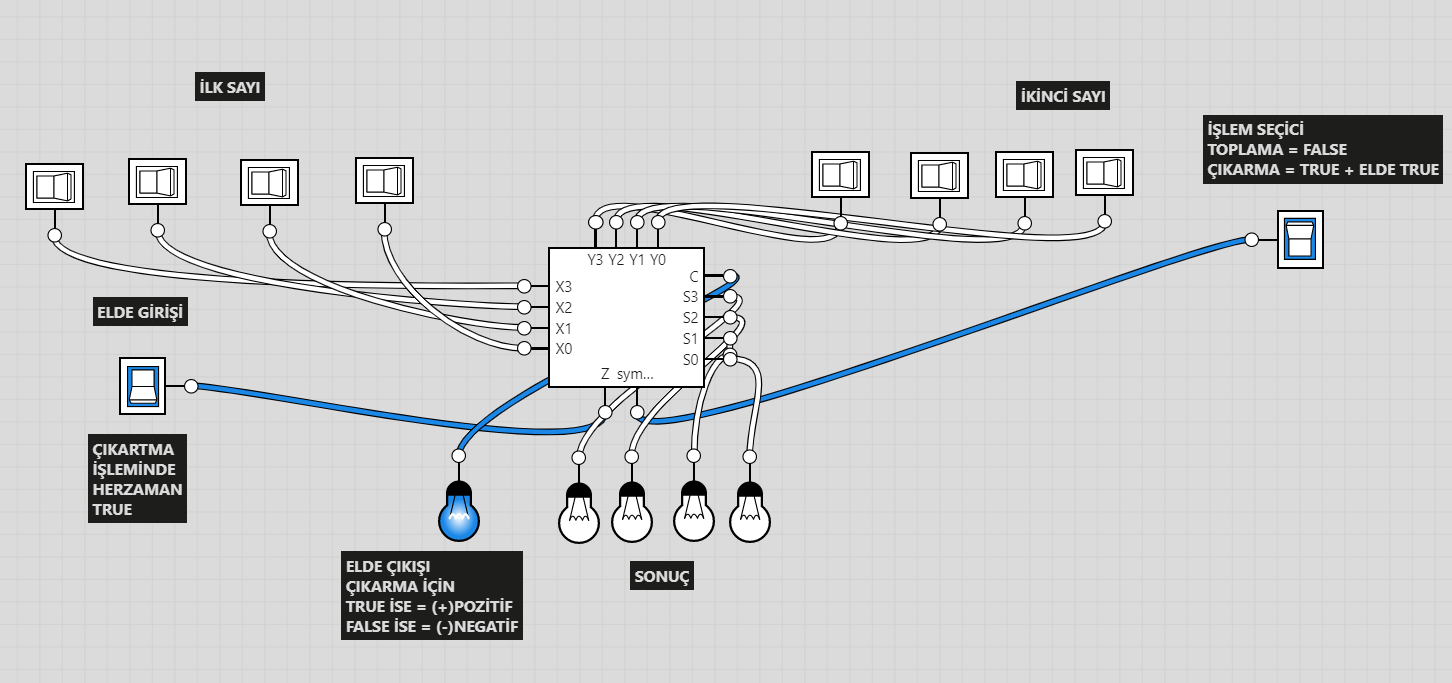 İLK SAYI
İKİNCİ SAYI
İŞLEM SEÇİCİ
TOPLAMA = FALSE
ÇIKARMA = TRUE + ELDE TRUE
Y3 Y2 Y1 Y0
X3
X2
X1
X0
C
S3
S2
S1
S0
Z sym...
ELDE GİRİŞİ
ÇIKARTMA
İŞLEMİNDE
HERZAMAN
TRUE
ELDE ÇIKIŞI
ÇIKARMA İÇİN
TRUE İSE = (+)POZİTİF
FALSE İSE = (-)NEGATİF
SONUÇ